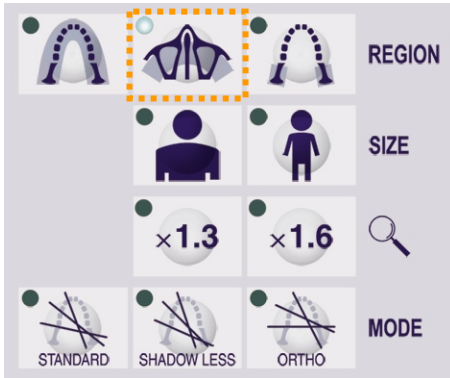 REGION
SIZE
×1.3 ×1.6
STANDARD SHADOW LESS ORTHO MODE